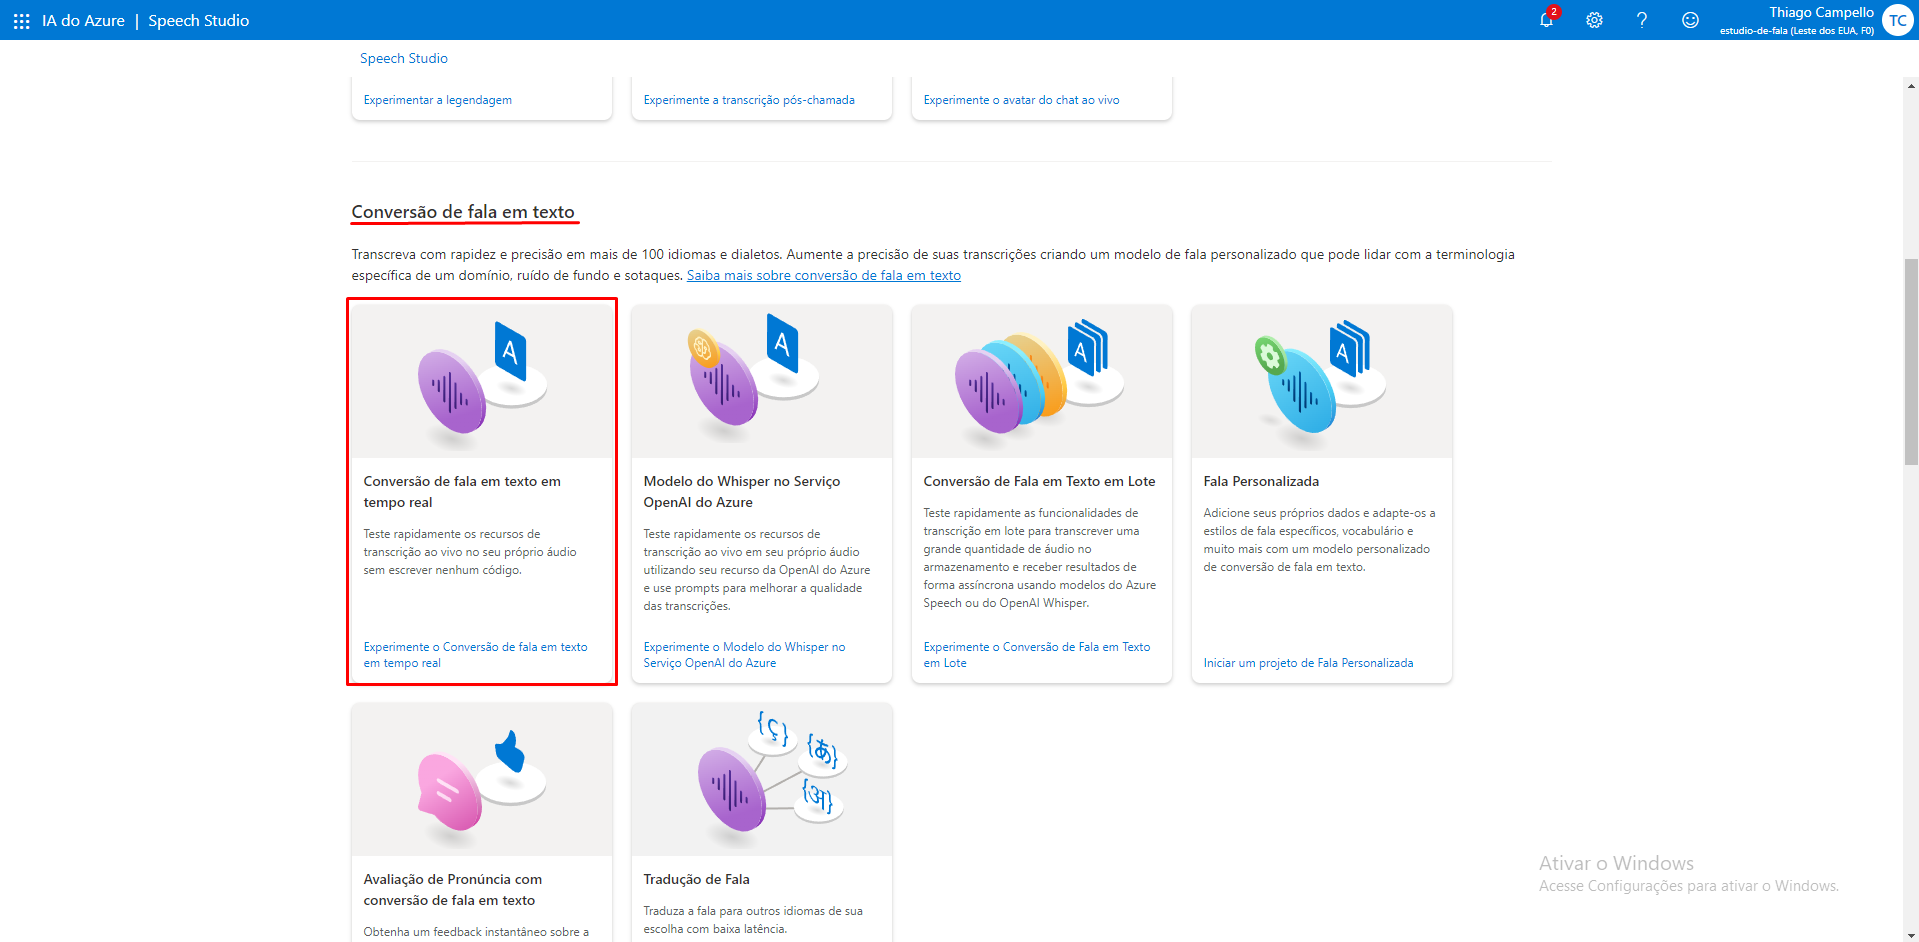 IA do Azure | Speech Studio
2
Thiago Campello
estudio-de-fala (Leste dos EUA, F0)
TC
Speech Studio
Experimentar a legendagem
Experimente a transcrição pós-chamada
Experimente o avatar do chat ao vivo
Conversão de fala em texto
Transcreva com rapidez e precisão em mais de 100 idiomas e dialetos. Aumente a precisão de suas transcrições criando um modelo de fala personalizado que pode lidar com a terminologia
específica de um domínio, ruído de fundo e sotaques. Saiba mais sobre conversão de fala em texto
A
A
A
A
Conversão de fala em texto em
tempo real
Teste rapidamente os recursos de
transcrição ao vivo no seu próprio áudio
sem escrever nenhum código.
Experimente o Conversão de fala em texto
em tempo real
Modelo do Whisper no Serviço
OpenAI do Azure
Teste rapidamente os recursos de
transcrição ao vivo em seu próprio áudio
utilizando seu recurso da OpenAI do Azure
e use prompts para melhorar a qualidade
das transcrições.
Experimente o Modelo do Whisper no
Serviço OpenAI do Azure
Conversão de Fala em Texto em Lote
Teste rapidamente as funcionalidades de
transcrição em lote para transcrever uma
grande quantidade de áudio no
armazenamento e receber resultados de
forma assíncrona usando modelos do Azure
Speech ou do OpenAI Whisper.
Experimente o Conversão de Fala em Texto
em Lote
Fala Personalizada
Adicione seus próprios dados e adapte-os a
estilos de fala específicos, vocabulário e
muito mais com um modelo personalizado
de conversão de fala em texto.
Iniciar um projeto de Fala Personalizada
{ç}
{あ}
{अ}
Avaliação de Pronúncia com
conversão de fala em texto
Obtenha um feedback instantâneo sobre a
Tradução de Fala
Traduza a fala para outros idiomas de sua
escolha com baixa latência.
Ativar o Windows
Acesse Configurações para ativar o Windows.